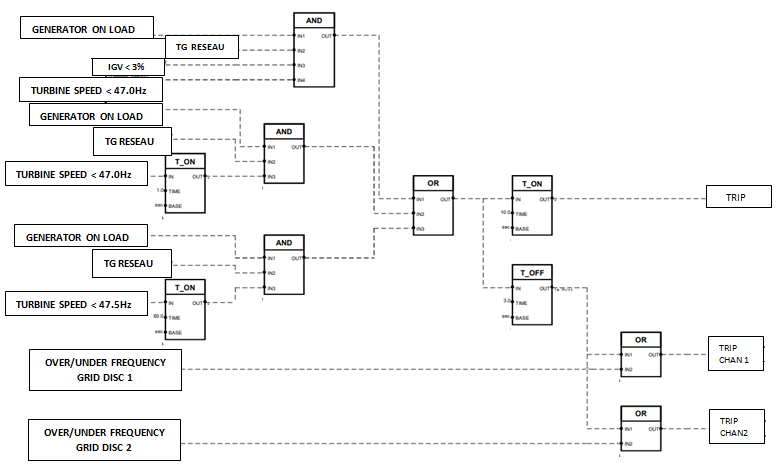 AND
GENERATOR ON LOAD
IN1 OUT
TG RESEAU
IN2
IGV < 3%
IN3
TURBINE SPEED < 47.0Hz
IN4
GENERATOR ON LOAD
AND
TG RESEAU
IN1 OUT
T_ON
IN2
TURBINE SPEED < 47.0Hz
IN OUT
IN3
1.0 TIME
sec BASE
OR
IN1 OUT
IN2
IN3
T_ON
IN OUT
10.0 TIME
sec BASE
TRIP
GENERATOR ON LOAD
AND
TG RESEAU
IN1 OUT
IN2
IN3
T_ON
TURBINE SPEED < 47.5Hz
IN OUT
60.0 TIME
sec BASE
T_OFF
IN OUT
3.0 TIME
sec BASE
OVER/UNDER FREQUENCY
GRID DISC 1
OR
IN1 OUT
IN2
TRIP
CHAN 1
OVER/UNDER FREQUENCY
GRID DISC 2
OR
IN1 OUT
IN2
TRIP
CHAN2